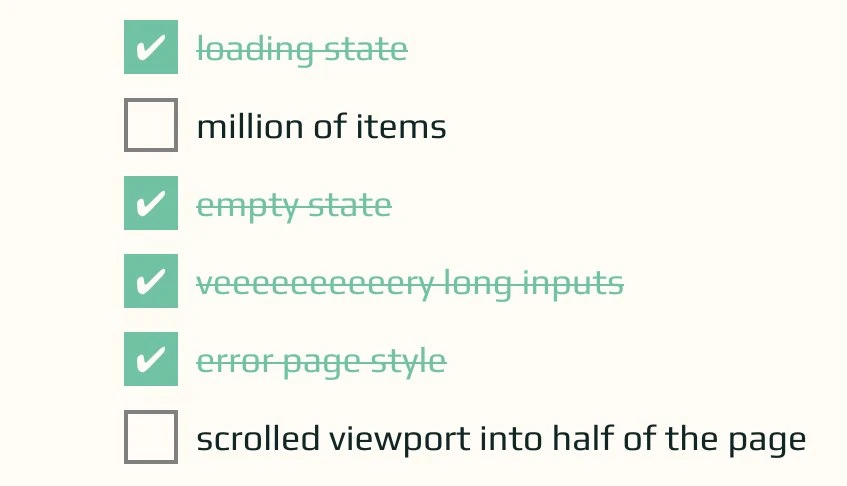 loading state
million of items
empty state
veeeeeeeeeery long inputs
error page style
scrolled viewport into half of the page